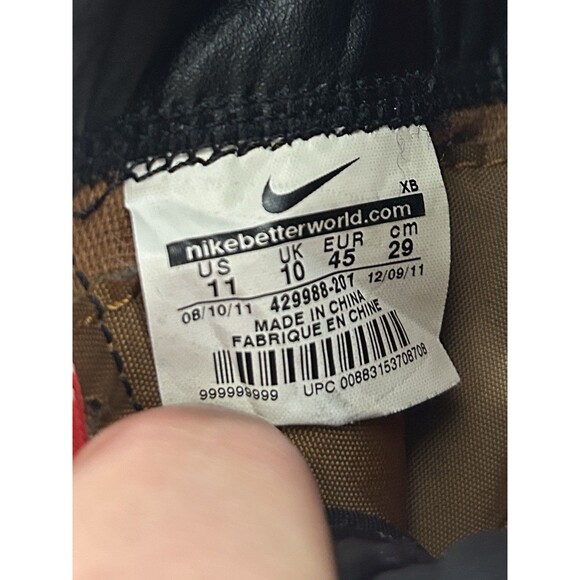 XB
nikebetterworld.com
US UK EUR cm
11 10 45 29
08/10/11 429988-201 12/09/11
MADE IN CHINA
FABRIQUE EN CHINE
999999999 UPC 00883153708708